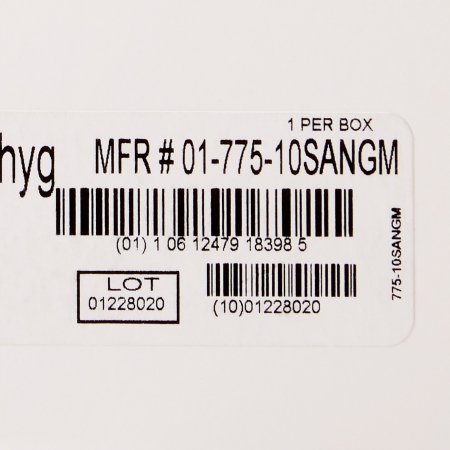 1 PER BOX
hyg MFR # 01-775-10SANGM
(01) 1 06 12479 18398 5
LOT
01228020
(10)01228020
775-10SANGM